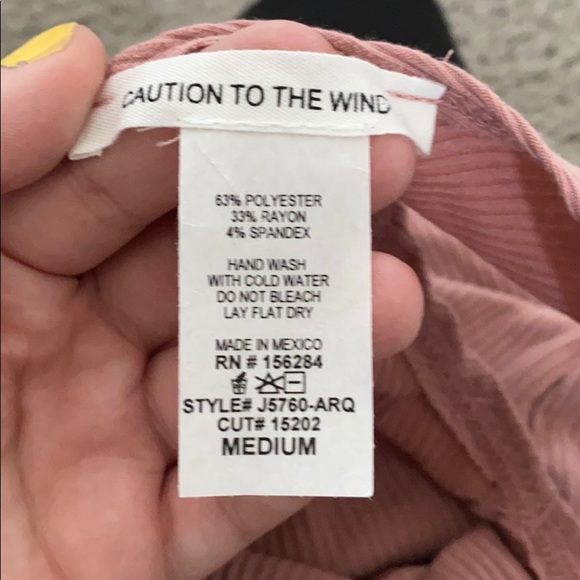 CAUTION TO THE WIND
63% POLYESTER
33% RAYON
4% SPANDEX
HAND WASH
WITH COLD WATER
DO NOT BLEACH
LAY FLAT DRY
MADE IN MEXICO
RN # 156284
STYLE# J5760-ARQ
CUT# 15202
MEDIUM